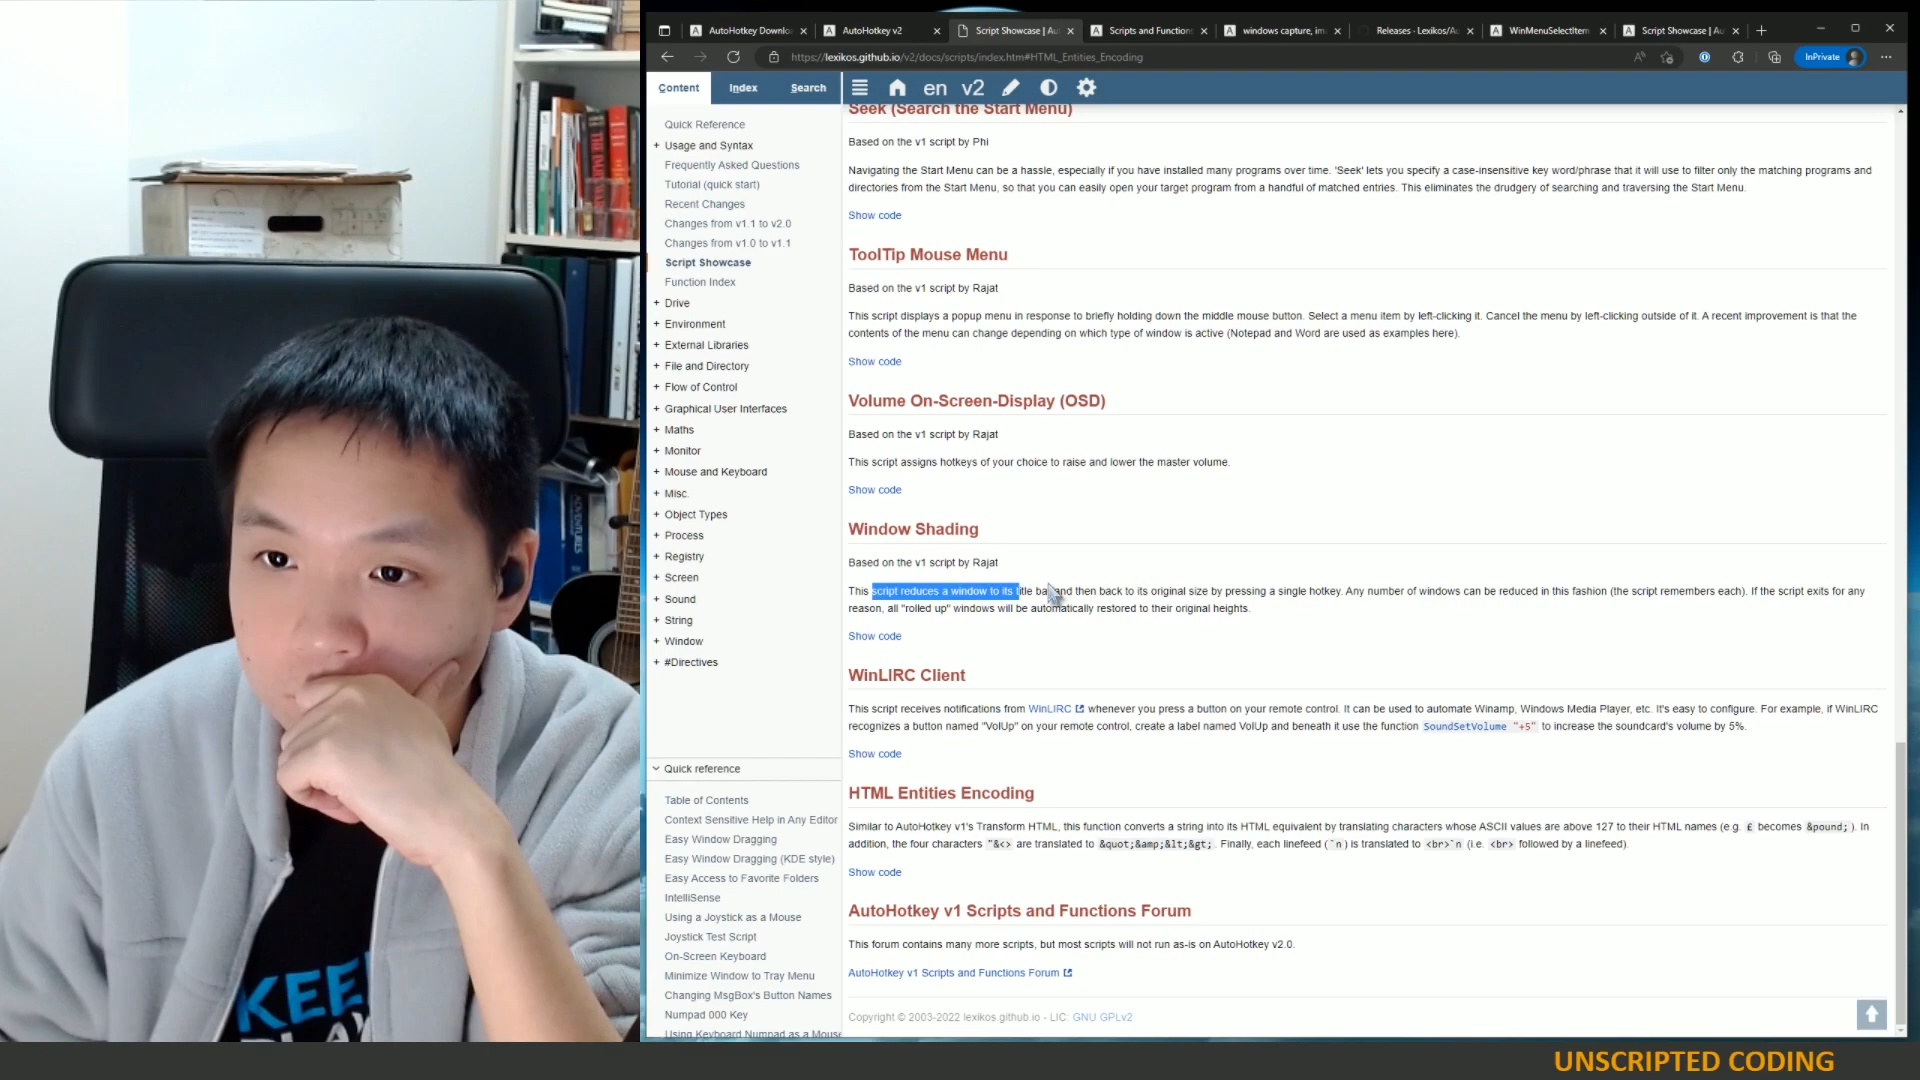 AutoHotkey Downlo
AutoHotkey v2
Script Showcase | Au
Scripts and Function
windows capture, im
Releases · Lexikos/A
WinMenuSelectItem
Script Showcase | Au
https://lexikos.github.io/v2/docs/scripts/index.htm#HTML_Entities_Encoding
InPrivate
Content
Index
Search
en
v2
Quick Reference
+ Usage and Syntax
Frequently Asked Questions
Tutorial (quick start)
Recent Changes
Changes from v1.1 to v2.0
Changes from v1.0 to v1.1
Script Showcase
Function Index
+ Drive
+ Environment
+ External Libraries
+ File and Directory
+ Flow of Control
+ Graphical User Interfaces
+ Maths
+ Monitor
+ Mouse and Keyboard
+ Misc.
+ Object Types
+ Process
+ Registry
+ Screen
+ Sound
+ String
+ Window
+ #Directives
Quick reference
Table of Contents
Context Sensitive Help in Any Editor
Easy Window Dragging
Easy Window Dragging (KDE style)
Easy Access to Favorite Folders
IntelliSense
Using a Joystick as a Mouse
Joystick Test Script
On-Screen Keyboard
Minimize Window to Tray Menu
Changing MsgBox's Button Names
Numpad 000 Key
Using Keyboard Numpad as a Mouse
Seek (Search the Start Menu)
Based on the v1 script by Phi
Navigating the Start Menu can be a hassle, especially if you have installed many programs over time. 'Seek' lets you specify a case-insensitive key word/phrase that it will use to filter only the matching programs and
directories from the Start Menu, so that you can easily open your target program from a handful of matched entries. This eliminates the drudgery of searching and traversing the Start Menu.
Show code
ToolTip Mouse Menu
Based on the v1 script by Rajat
This script displays a popup menu in response to briefly holding down the middle mouse button. Select a menu item by left-clicking it. Cancel the menu by left-clicking outside of it. A recent improvement is that the
contents of the menu can change depending on which type of window is active (Notepad and Word are used as examples here).
Show code
Volume On-Screen-Display (OSD)
Based on the v1 script by Rajat
This script assigns hotkeys of your choice to raise and lower the master volume.
Show code
Window Shading
Based on the v1 script by Rajat
This script reduces a window to its title bar and then back to its original size by pressing a single hotkey. Any number of windows can be reduced in this fashion (the script remembers each). If the script exits for any
reason, all "rolled up" windows will be automatically restored to their original heights.
Show code
WinLIRC Client
This script receives notifications from WinLIRC whenever you press a button on your remote control. It can be used to automate Winamp, Windows Media Player, etc. It's easy to configure. For example, if WinLIRC
recognizes a button named "VolUp" on your remote control, create a label named VolUp and beneath it use the function SoundSetVolume "+5" to increase the soundcard's volume by 5%.
Show code
HTML Entities Encoding
Similar to AutoHotkey v1's Transform HTML, this function converts a string into its HTML equivalent by translating characters whose ASCII values are above 127 to their HTML names (e.g. £ becomes &pound;). In
addition, the four characters "&<> are translated to &quot;&amp;&lt;&gt;. Finally, each linefeed (`n) is translated to <br>`n (i.e. <br> followed by a linefeed).
Show code
AutoHotkey v1 Scripts and Functions Forum
This forum contains many more scripts, but most scripts will not run as-is on AutoHotkey v2.0.
AutoHotkey v1 Scripts and Functions Forum
Copyright © 2003-2022 lexikos.github.io - LIC: GNU GPLv2
ADVENTURES
KEE
UNSCRIPTED CODING